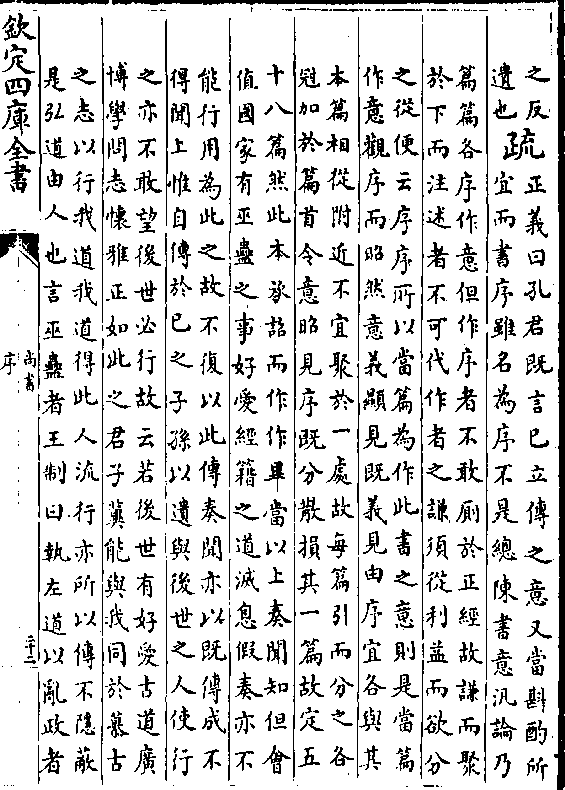 之反
遺也
疏
正義曰孔君既言已立傳之意又當斟酌所
宜而書序雖名為序不是總陳書意汎論乃
篇篇各序作意但作序者不敢廁於正經故謙而聚
於下而注述者不可代作者之謙須從利益而欲分
之從便云序序所以當篇為作此書之意則是當篇
作意觀序而昭然意義顯見既義見由序宜各與其
本篇相從附近不宜聚於一處故每篇引而分之各
冠加於篇首令意昭見序既分散損其一篇故定五
十八篇然此本承詔而作作畢當以上奏聞知但會
值國家有巫蠱之事好愛經籍之道滅息假奏亦不
能行用為此之故不復以此傳奏聞亦以既傳成不
得聞上惟自傳於已之子孫以遺與後世之人使行
之亦不敢望後世必行故云若後世有好愛古道廣
博學問志懷雅正如此之君子冀能與我同於慕古
之志以行我道我道得此人流行亦所以傳不隱蔽
是弘道由人也言巫蠱者王制曰執左道以亂政者
欽定四庫全書
尚書
序